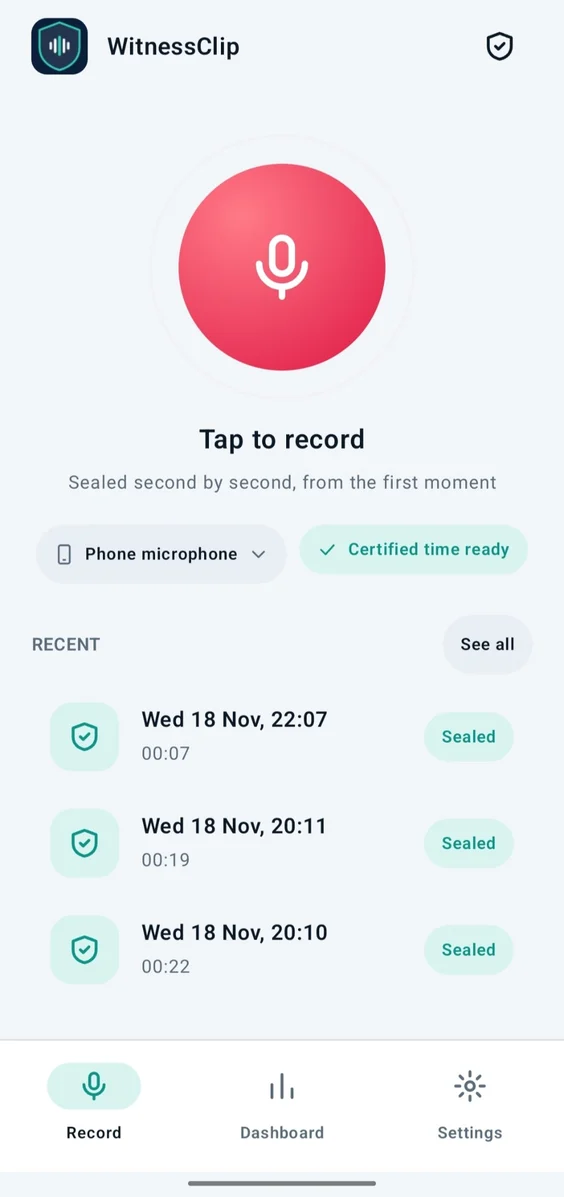 WitnessClip
Tap to record
Sealed second by second, from the first moment
Phone microphone
Certified time ready
RECENT
See all
Wed 18 Nov, 22:07
00:07
Sealed
Wed 18 Nov, 20:11
00:19
Sealed
Wed 18 Nov, 20:10
00:22
Sealed
Record
Dashboard
Settings